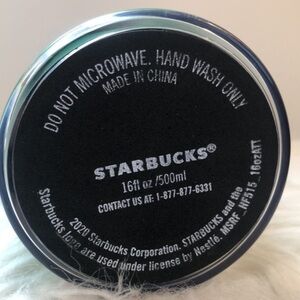 DO NOT MICROWAVE. HAND WASH ONLY
MADE IN CHINA
STARBUCKS®
16fl oz /500ml
CONTACT US AT: 1-877-877-6331
2020 Starbucks Corporation. STARBUCKS and the
Starbucks logo are used under license by Nestlé. MSRF_NF515_16ozATT